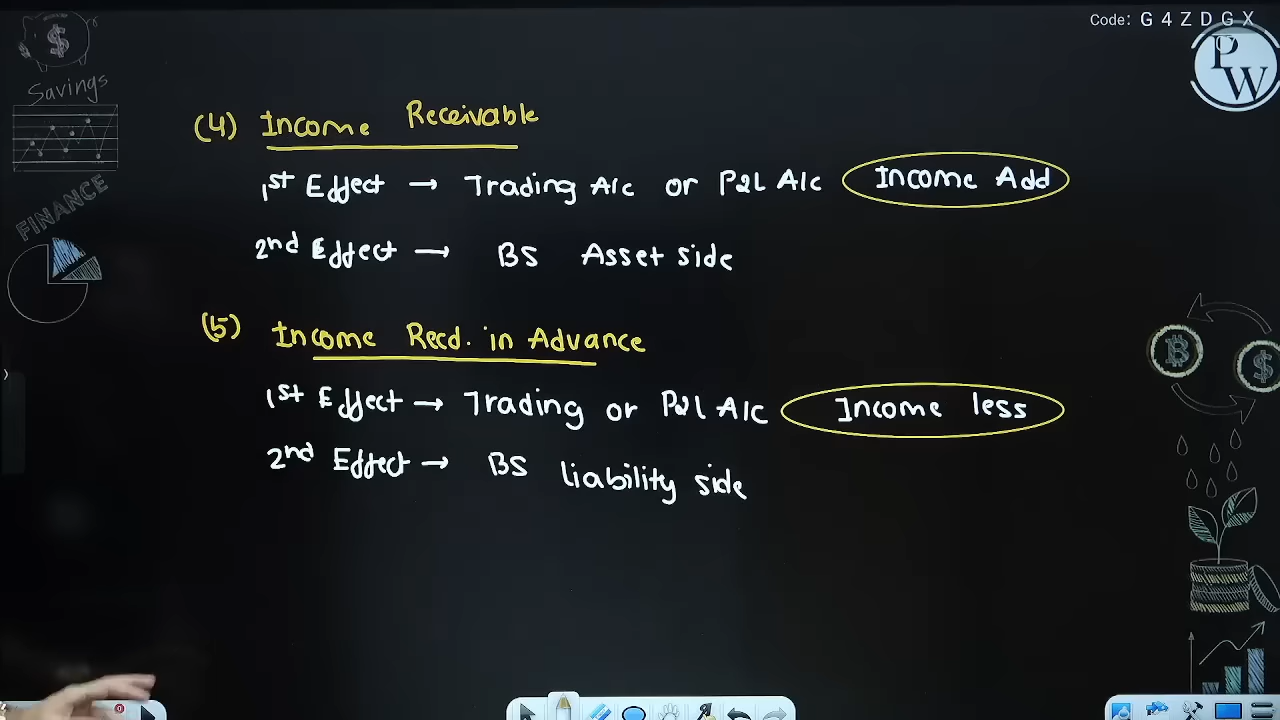 Code: G 4 Z D G X
PW
Savings
FINANCE
(4) Income Receivable
1st Effect → Trading A/c or P&L A/c Income Add
2nd Effect → BS Asset side
(5) Income Recd. in Advance
1st Effect → Trading or P&L A/c Income less
2nd Effect → BS liability side